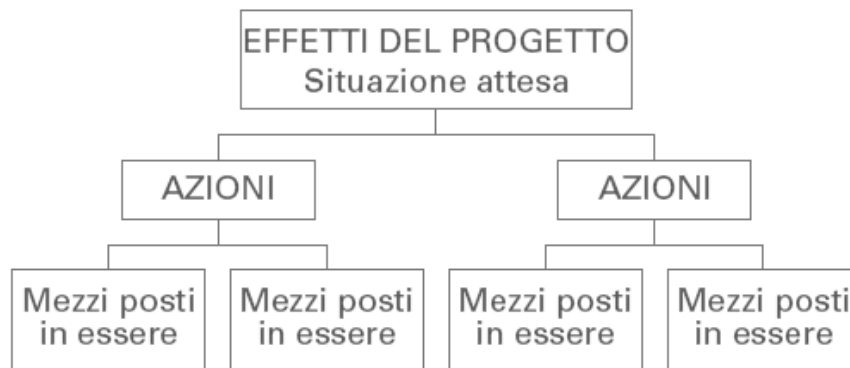 EFFETTI DEL PROGETTO
Situazione attesa
AZIONI
AZIONI
Mezzi posti
in essere
Mezzi posti
in essere
Mezzi posti
in essere
Mezzi posti
in essere